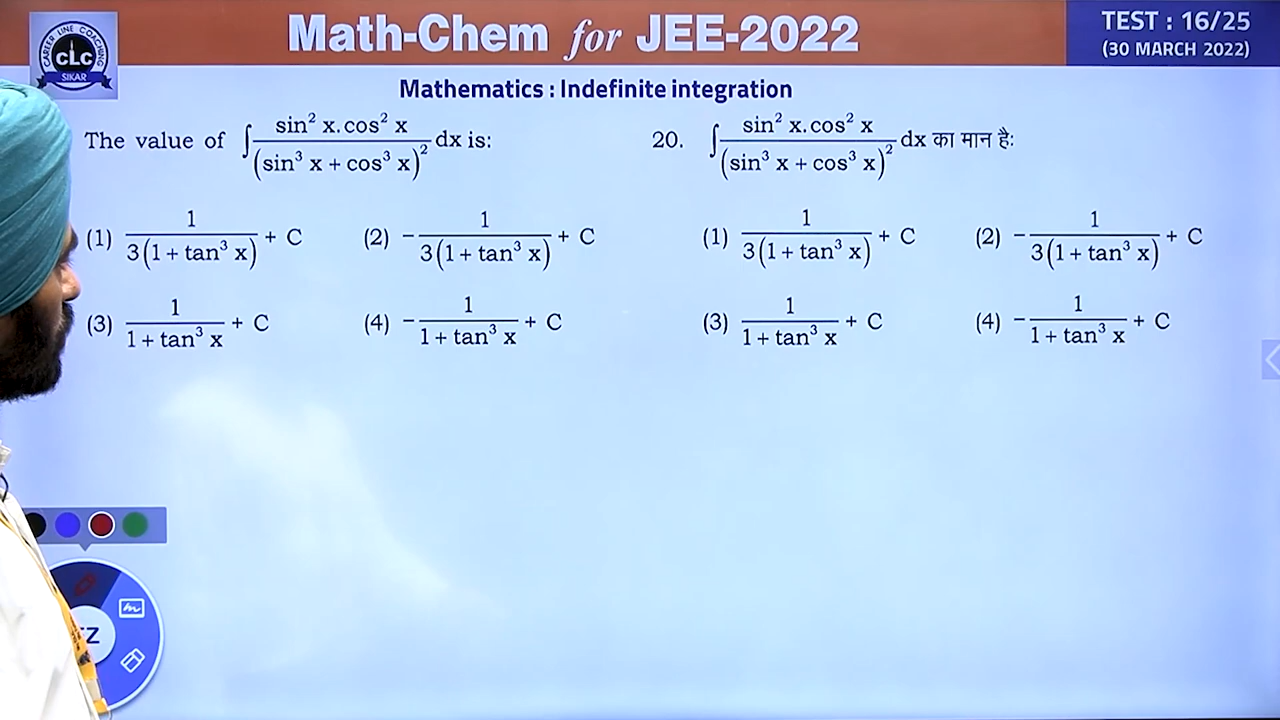 CAREER LINE COACHING
CLC
SIKAR
Math-Chem for JEE-2022
TEST : 16/25
(30 MARCH 2022)
Mathematics : Indefinite integration
The value of ∫ sin² x.cos² x / (sin³ x + cos³ x)² dx is:
(1) 1 / 3(1 + tan³ x) + C (2) - 1 / 3(1 + tan³ x) + C
(3) 1 / 1 + tan³ x + C (4) - 1 / 1 + tan³ x + C
20. ∫ sin² x.cos² x / (sin³ x + cos³ x)² dx का मान है:
(1) 1 / 3(1 + tan³ x) + C (2) - 1 / 3(1 + tan³ x) + C
(3) 1 / 1 + tan³ x + C (4) - 1 / 1 + tan³ x + C